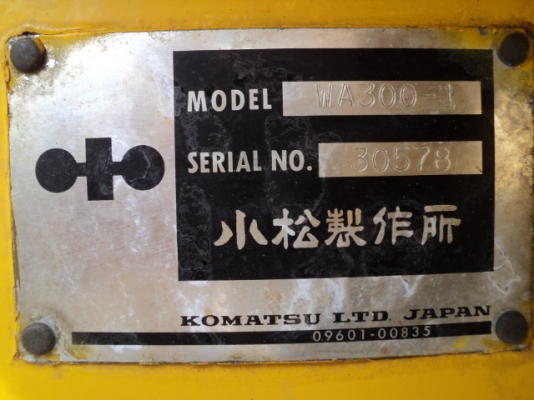 MODEL WA300-1
SERIAL NO. 30578
小松製作所
KOMATSU LTD. JAPAN
09601-00835